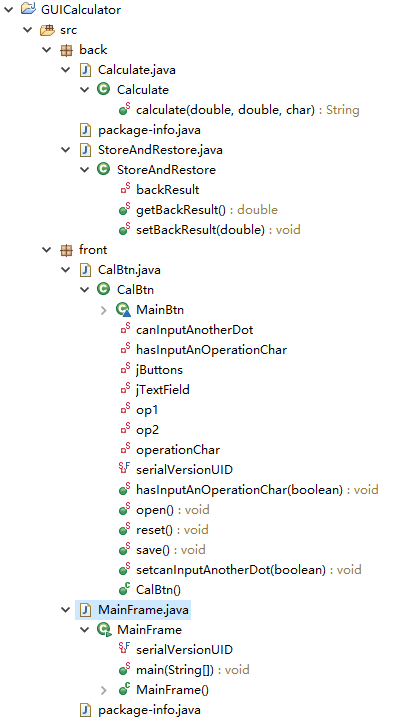 GUICalculator
src
back
Calculate.java
Calculate
calculate(double, double, char) : String
package-info.java
StoreAndRestore.java
StoreAndRestore
backResult
getBackResult() : double
setBackResult(double) : void
front
CalBtn.java
CalBtn
MainBtn
canInputAnotherDot
hasInputAnOperationChar
jButtons
jTextField
op1
op2
operationChar
serialVersionUID
hasInputAnOperationChar(boolean) : void
open() : void
reset() : void
save() : void
setcanInputAnotherDot(boolean) : void
CalBtn()
MainFrame.java
MainFrame
serialVersionUID
main(String[]) : void
MainFrame()
package-info.java